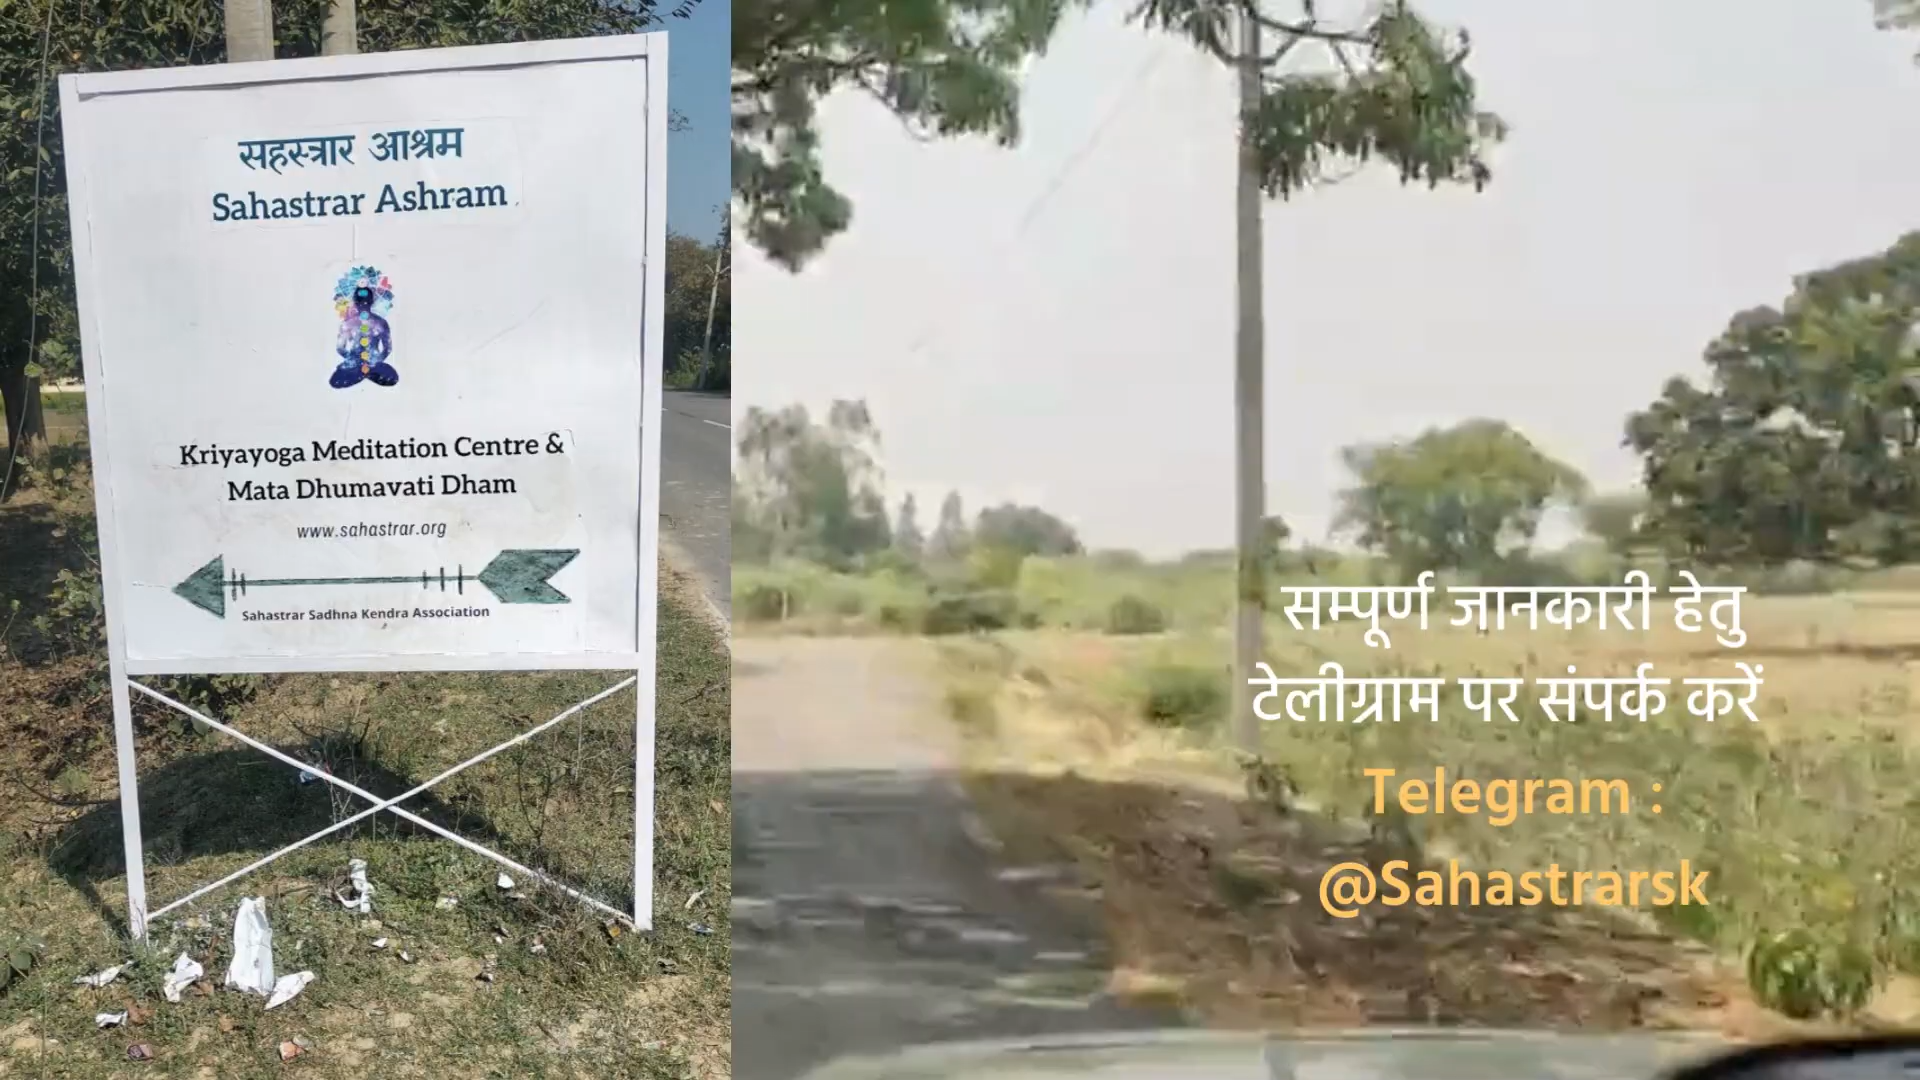 सहस्त्रार आश्रम
Sahastrar Ashram
Kriyayoga Meditation Centre &
Mata Dhumavati Dham
www.sahastrar.org
Sahastrar Sadhna Kendra Association
सम्पूर्ण जानकारी हेतु
टेलीग्राम पर संपर्क करें
Telegram :
@Sahastrarsk